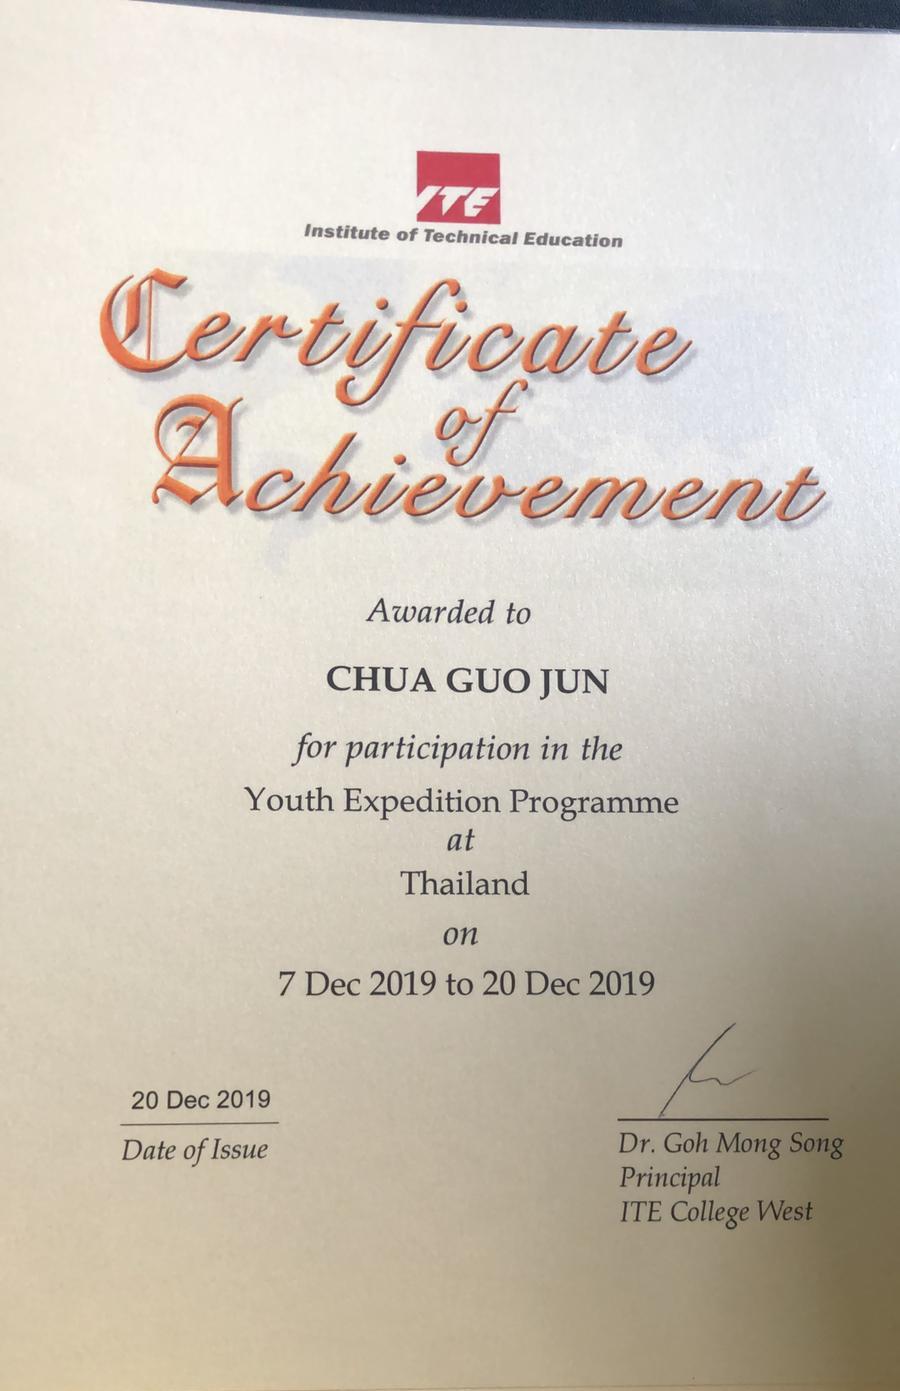 ITE
Institute of Technical Education
Certificate
of
Achievement
Awarded to
CHUA GUO JUN
for participation in the
Youth Expedition Programme
at
Thailand
on
7 Dec 2019 to 20 Dec 2019
20 Dec 2019
Date of Issue
Dr. Goh Mong Song
Principal
ITE College West